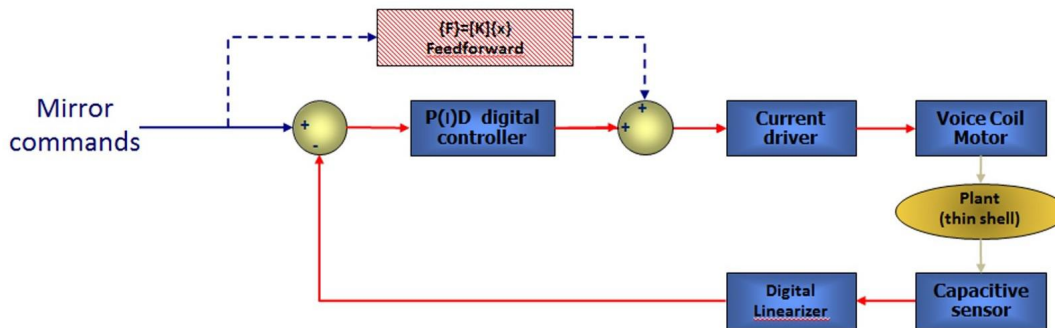 {F}=[K]{x}
Feedforward
Mirror
commands
+
-
P(I)D digital
controller
+
+
Current
driver
Voice Coil
Motor
Plant
(thin shell)
Digital
Linearizer
Capacitive
sensor